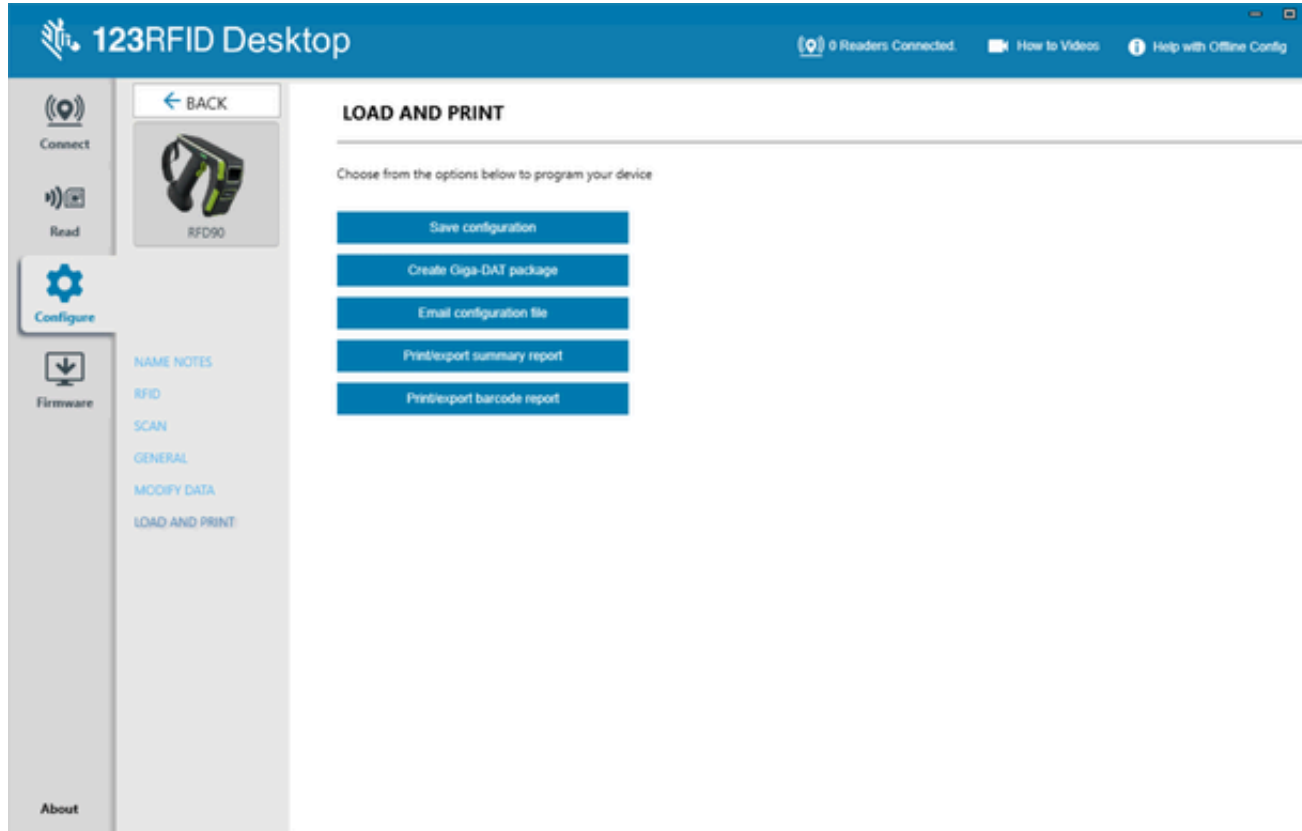 123RFID Desktop
0 Readers Connected.
How to Videos
Help with Offline Config
Connect
Read
Configure
Firmware
About
BACK
RFD90
NAME NOTES
RFID
SCAN
GENERAL
MODIFY DATA
LOAD AND PRINT
LOAD AND PRINT
Choose from the options below to program your device
Save configuration
Create Giga-DAT package
Email configuration file
Print/export summary report
Print/export barcode report